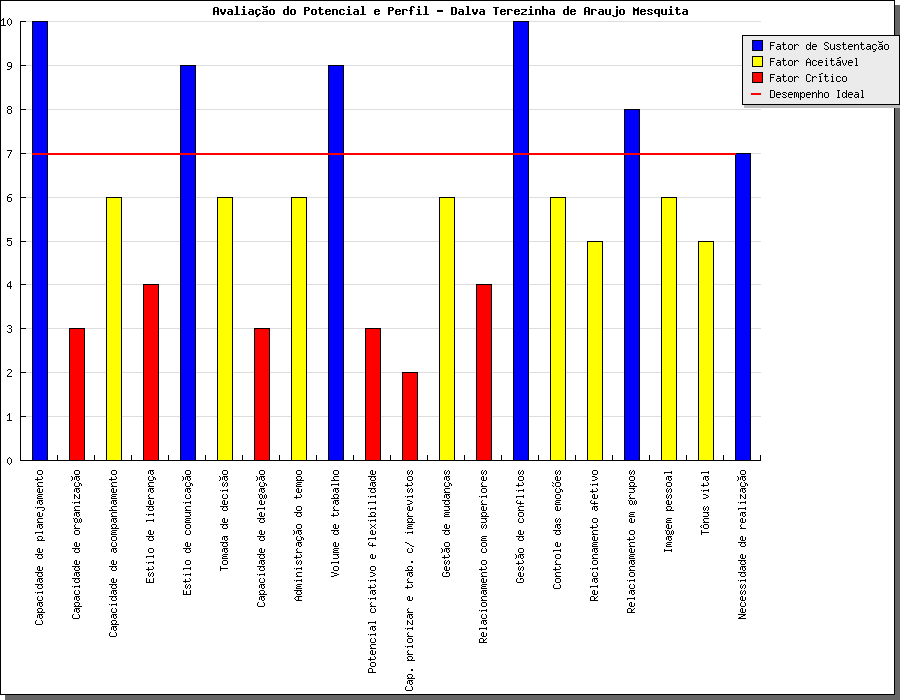 Avaliação do Potencial e Perfil - Dalva Terezinha de Araujo Mesquita
Fator de Sustentação
Fator Aceitável
Fator Crítico
Desempenho Ideal
10
9
8
7
6
5
4
3
2
1
0
Capacidade de planejamento
Capacidade de organização
Capacidade de acompanhamento
Estilo de liderança
Estilo de comunicação
Tomada de decisão
Capacidade de delegação
Administração do tempo
Volume de trabalho
Potencial criativo e flexibilidade
Cap. priorizar e trab. c/ imprevistos
Gestão de mudanças
Relacionamento com superiores
Gestão de conflitos
Controle das emoções
Relacionamento afetivo
Relacionamento em grupos
Imagem pessoal
Tônus vital
Necessidade de realização